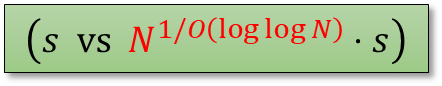 (s vs N^{1/O(log log N)} · s)